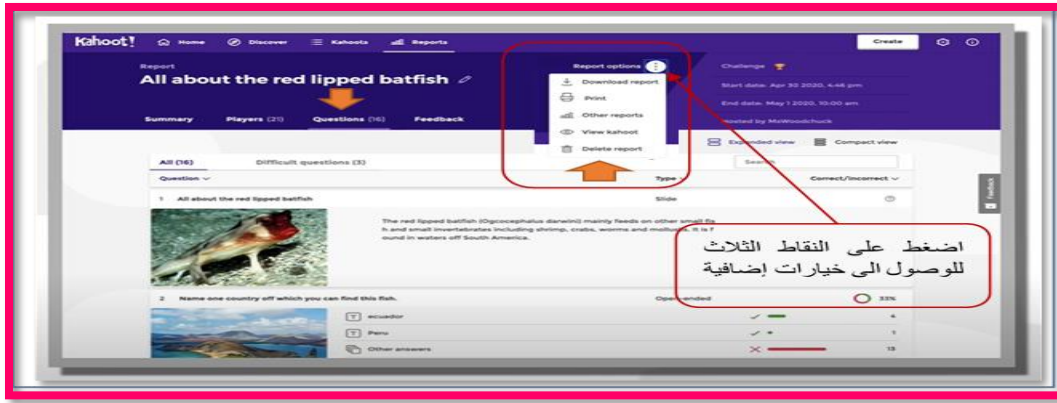 Kahoot!
Home
Discover
Kahoots
Reports
Create
Report
All about the red lipped batfish
Report options
Download report
Print
Other reports
View kahoot
Delete report
Challenge
Start date: Apr 30 2020, 4:46 pm
End date: May 1 2020, 10:00 am
Hosted by MsWoodchuck
Summary
Players (21)
Questions (16)
Feedback
Expanded view
Compact view
All (16)
Difficult questions (3)
Search
Question
Type
Correct/incorrect
Feedback
1 All about the red lipped batfish
Slide
The red lipped batfish (Ogcocephalus darwini) mainly feeds on other small fis
h and small invertebrates including shrimp, crabs, worms and mollusks. It is f
ound in waters off South America.
اضغط على النقاط الثلاث
للوصول الى خيارات إضافية
2 Name one country off which you can find this fish.
Open-ended
33%
ecuador
4
Peru
1
Other answers